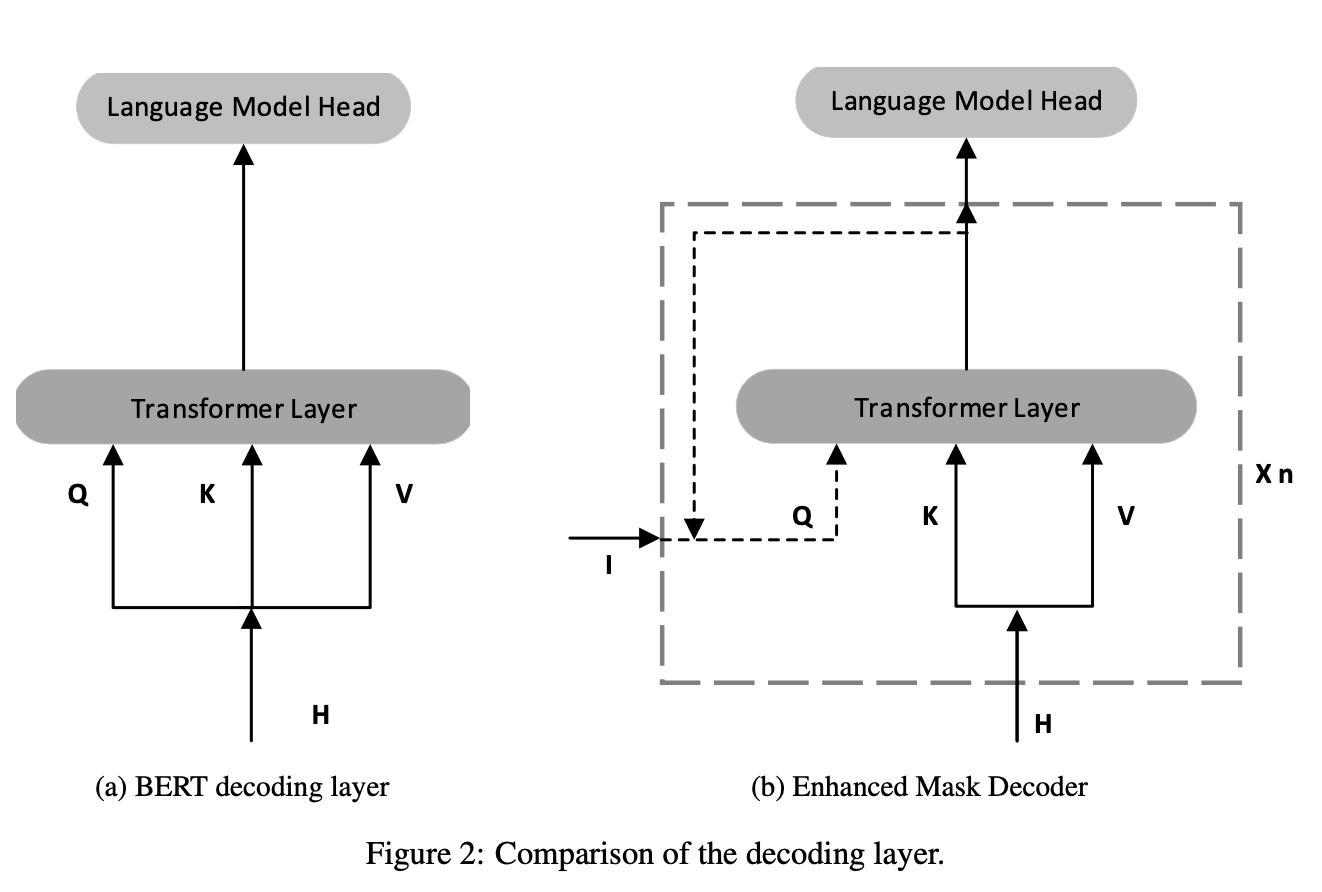 Language Model Head
Transformer Layer
Q
K
V
H
(a) BERT decoding layer
Language Model Head
Transformer Layer
X n
Q
K
V
I
H
(b) Enhanced Mask Decoder
Figure 2: Comparison of the decoding layer.